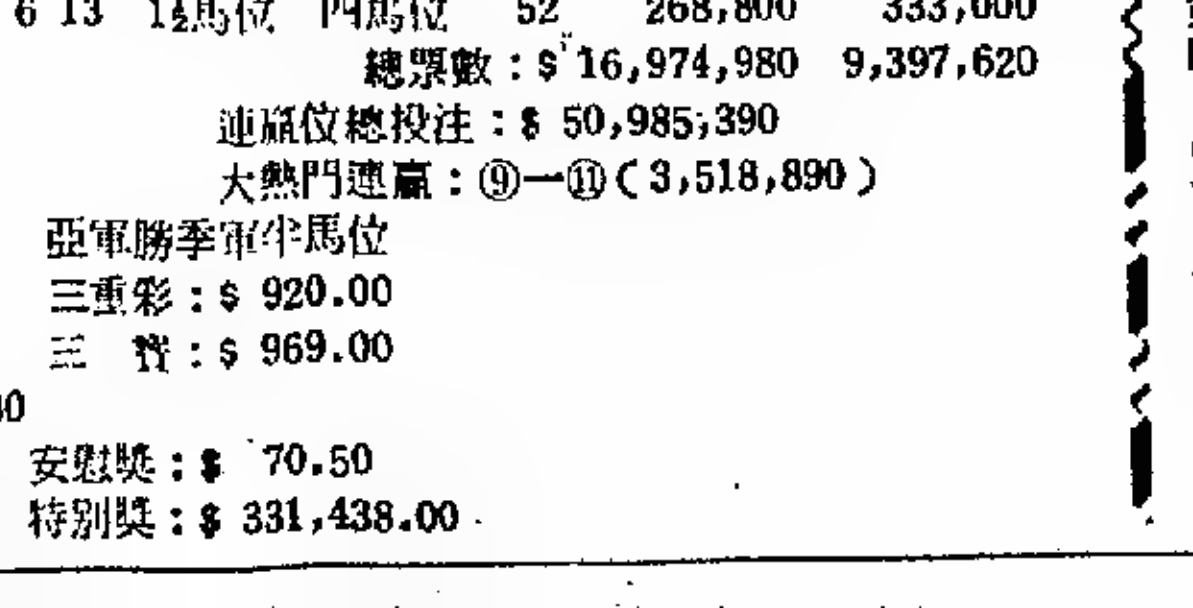 6 13 1½馬位 四馬位 52 268,800 333,000
總票數：$ 16,974,980 9,397,620
連贏位總投注：$ 50,985,390
大熱門連贏：⑨一⑪(3,518,890)
亞軍勝季軍半馬位
三重彩：$ 920.00
三 寶：$ 969.00
安慰獎：$ 70.50
特別獎：$ 331,438.00